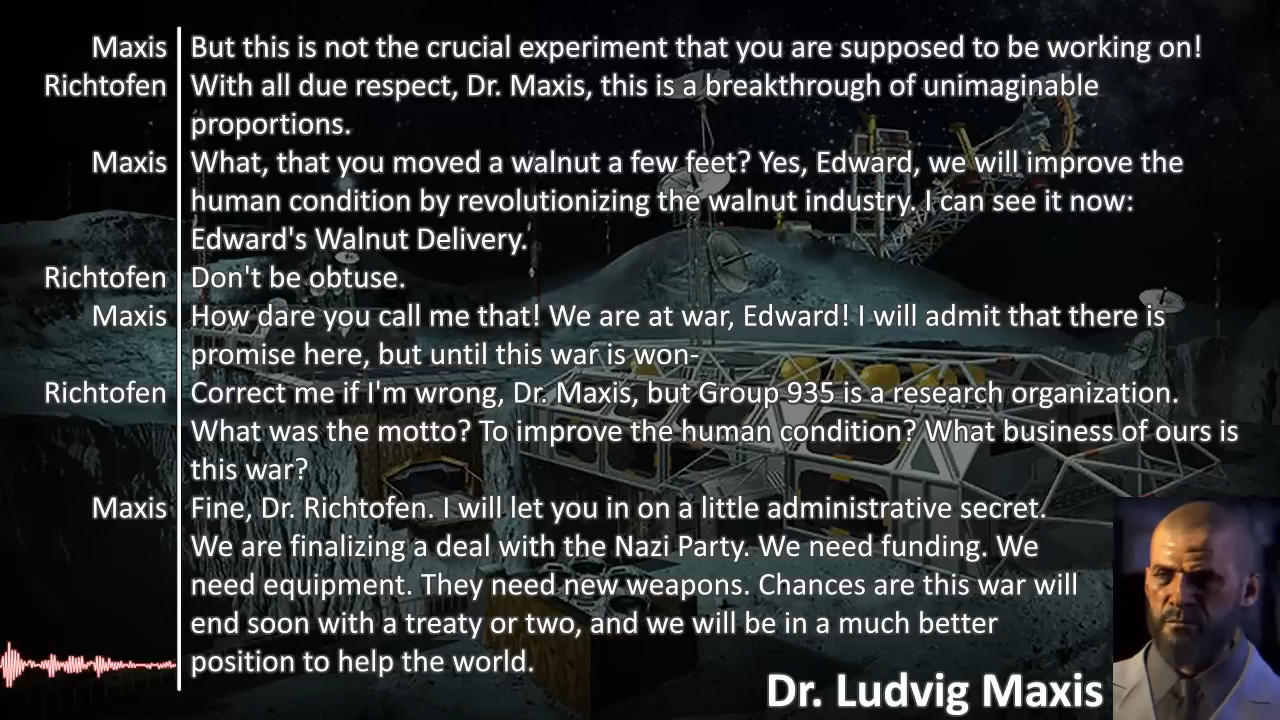 Maxis But this is not the crucial experiment that you are supposed to be working on!
Richtofen With all due respect, Dr. Maxis, this is a breakthrough of unimaginable
proportions.
Maxis What, that you moved a walnut a few feet? Yes, Edward, we will improve the
human condition by revolutionizing the walnut industry. I can see it now:
Edward's Walnut Delivery.
Richtofen Don't be obtuse.
Maxis How dare you call me that! We are at war, Edward! I will admit that there is
promise here, but until this war is won-
Richtofen Correct me if I'm wrong, Dr. Maxis, but Group 935 is a research organization.
What was the motto? To improve the human condition? What business of ours is
this war?
Maxis Fine, Dr. Richtofen. I will let you in on a little administrative secret.
We are finalizing a deal with the Nazi Party. We need funding. We
need equipment. They need new weapons. Chances are this war will
end soon with a treaty or two, and we will be in a much better
position to help the world.
Dr. Ludvig Maxis